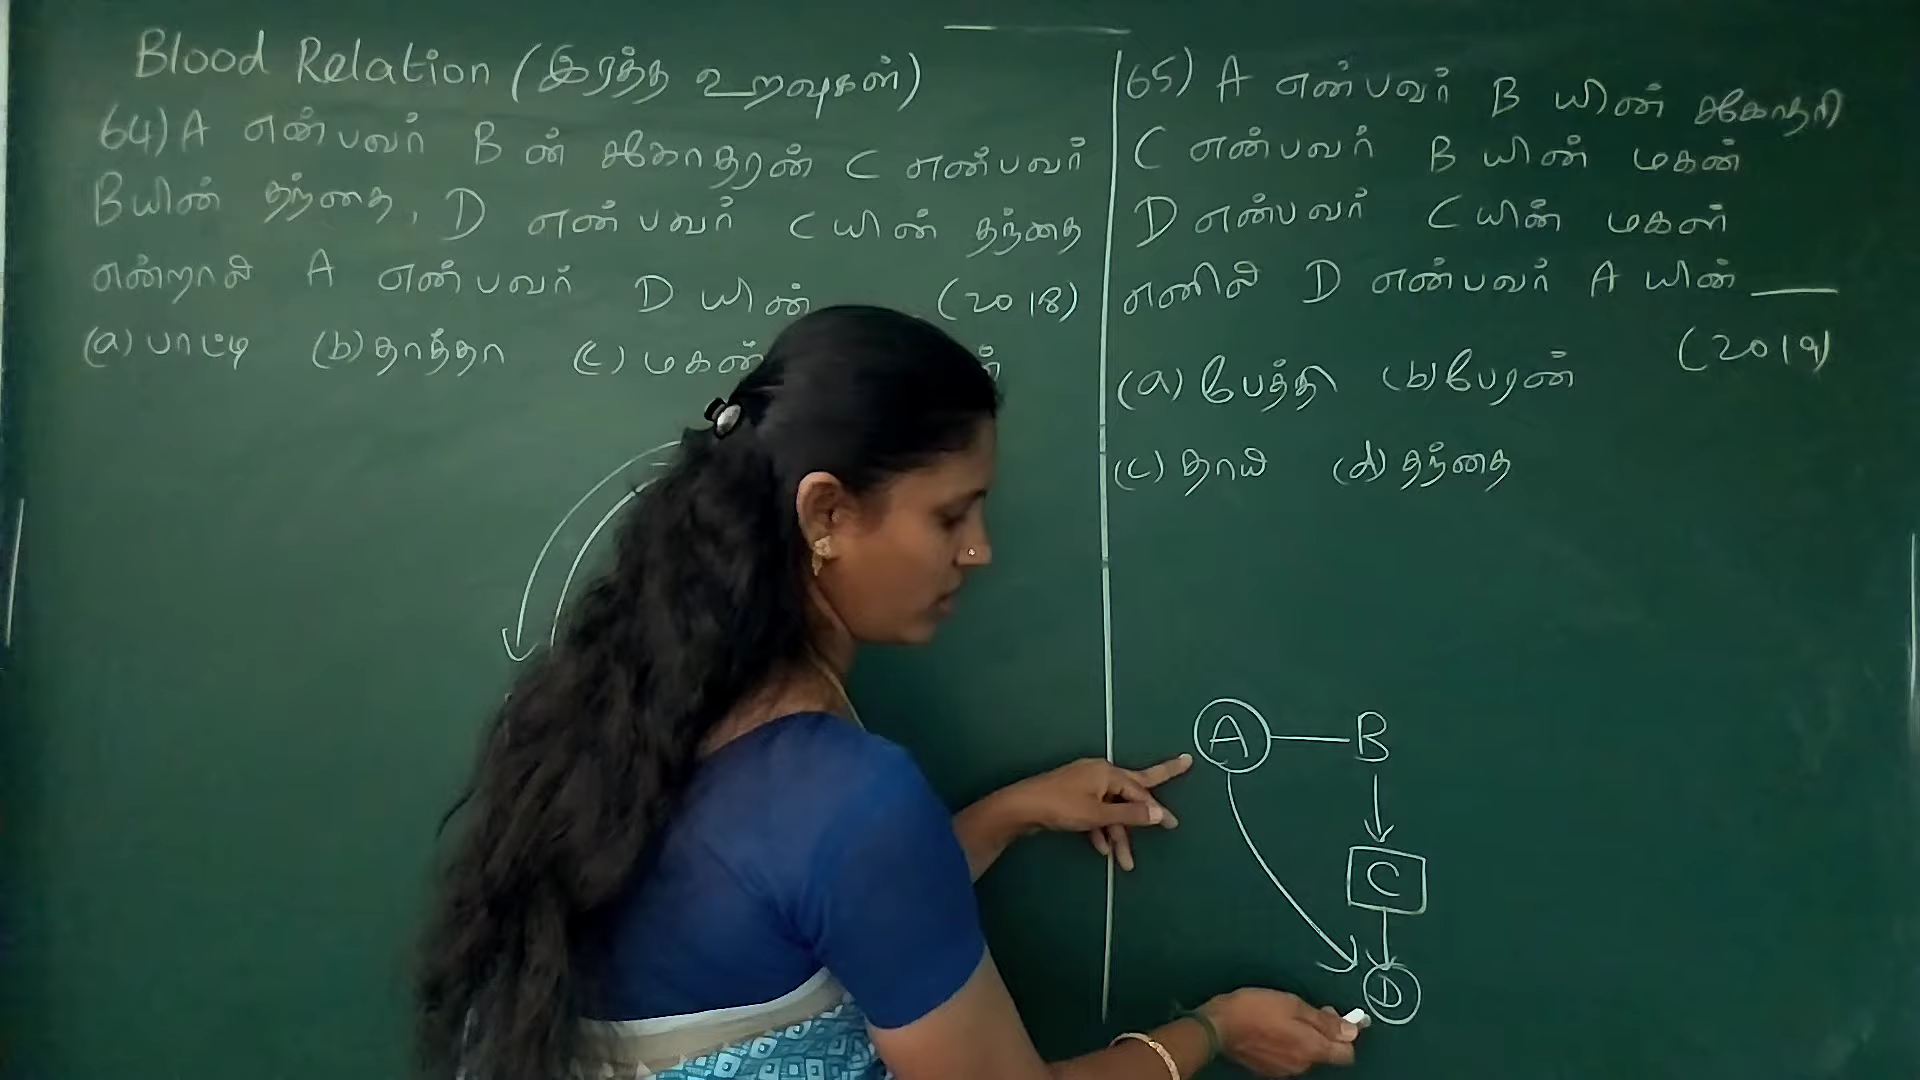 Blood Relation (இரத்த உறவுகள்)
64) A என்பவர் B ன் சகோதரன் C என்பவர்
B யின் தந்தை, D என்பவர் C யின் தந்தை
என்றால் A என்பவர் D யின் (2018)
(a) பாட்டி (b) தாத்தா (c) மகன்
65) A என்பவர் B யின் சகோதரி
C என்பவர் B யின் மகன்
D என்பவர் C யின் மகள்
எனில் D என்பவர் A யின் ____
(2019)
(a) பேத்தி (b) பேரன்
(c) தாய் (d) தந்தை
A B
C
D